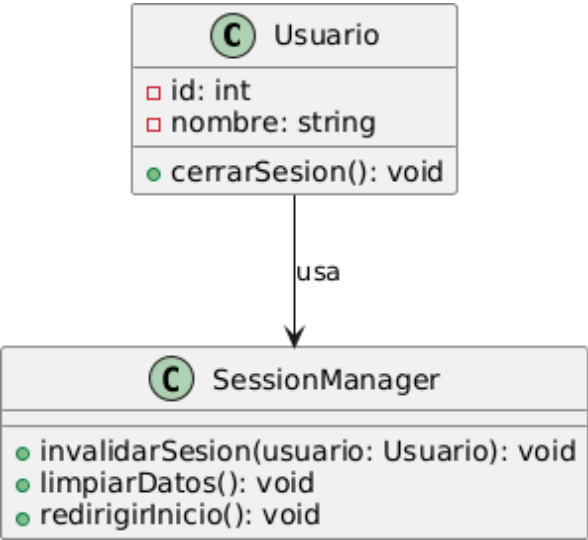 C Usuario
id: int
nombre: string
cerrarSesion(): void
usa
C SessionManager
invalidarSesion(usuario: Usuario): void
limpiarDatos(): void
redirigirInicio(): void